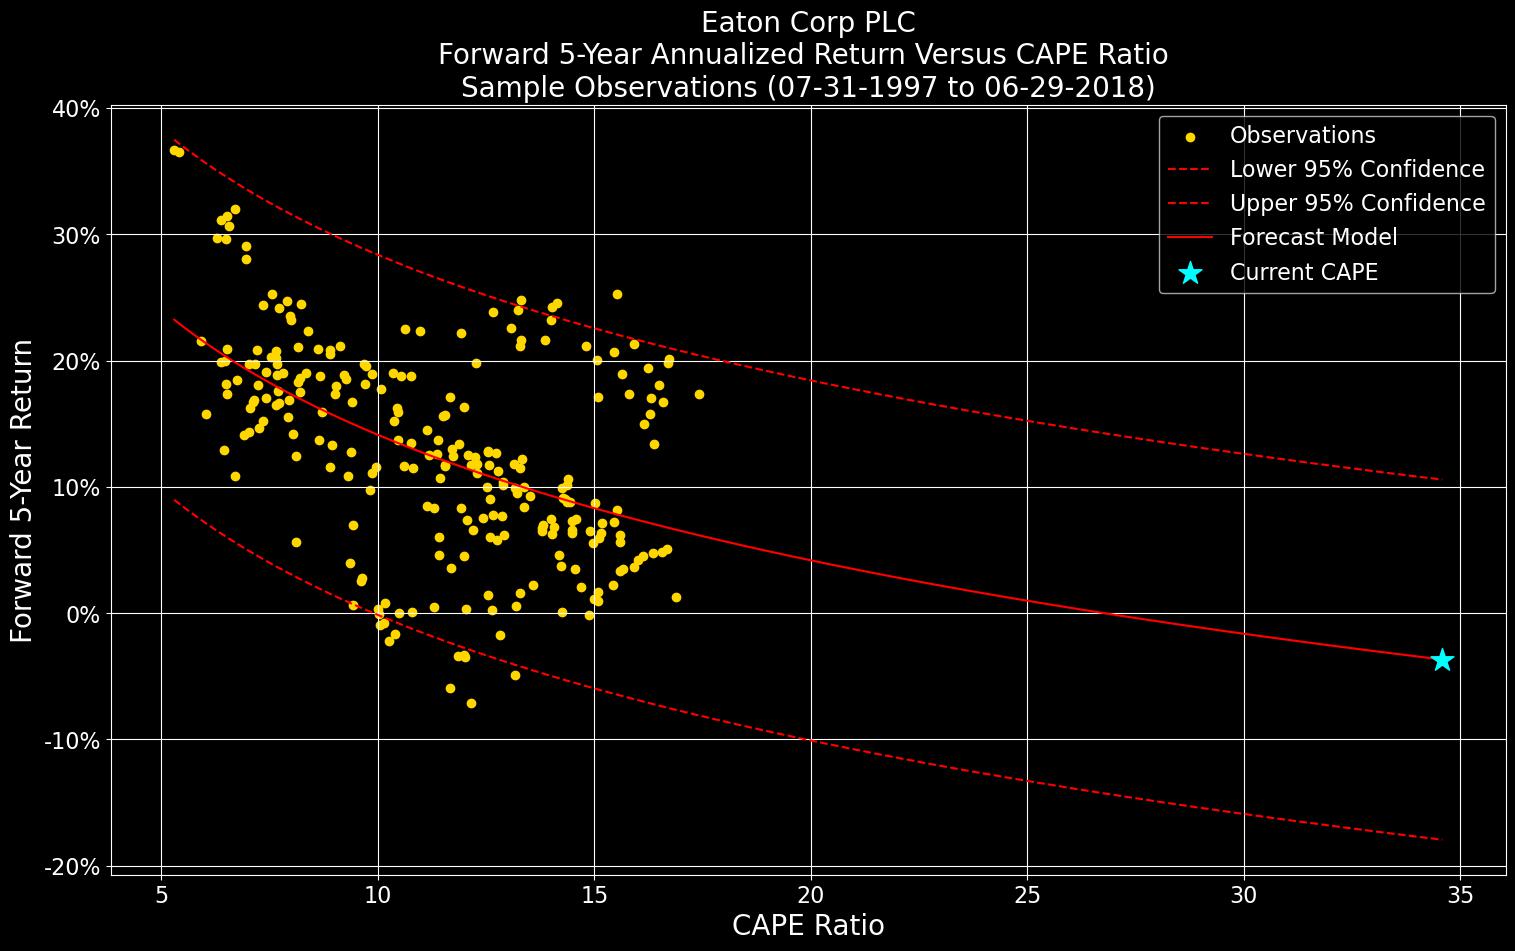 Eaton Corp PLC
Forward 5-Year Annualized Return Versus CAPE Ratio
Sample Observations (07-31-1997 to 06-29-2018)
40%
30%
20%
10%
0%
-10%
-20%
Forward 5-Year Return
Observations
Lower 95% Confidence
Upper 95% Confidence
Forecast Model
Current CAPE
5
10
15
20
25
30
35
CAPE Ratio